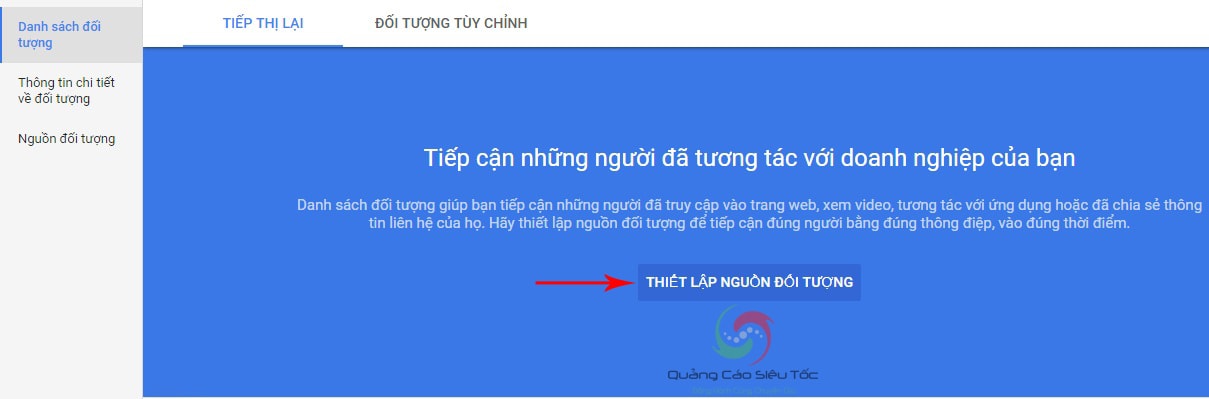 Danh sách đối
tượng
Thông tin chi tiết
về đối tượng
Nguồn đối tượng
TIẾP THỊ LẠI
ĐỐI TƯỢNG TÙY CHỈNH
Tiếp cận những người đã tương tác với doanh nghiệp của bạn
Danh sách đối tượng giúp bạn tiếp cận những người đã truy cập vào trang web, xem video, tương tác với ứng dụng hoặc đã chia sẻ thông
tin liên hệ của họ. Hãy thiết lập nguồn đối tượng để tiếp cận đúng người bằng đúng thông điệp, vào đúng thời điểm.
THIẾT LẬP NGUỒN ĐỐI TƯỢNG
Quảng Cáo Siêu Tốc